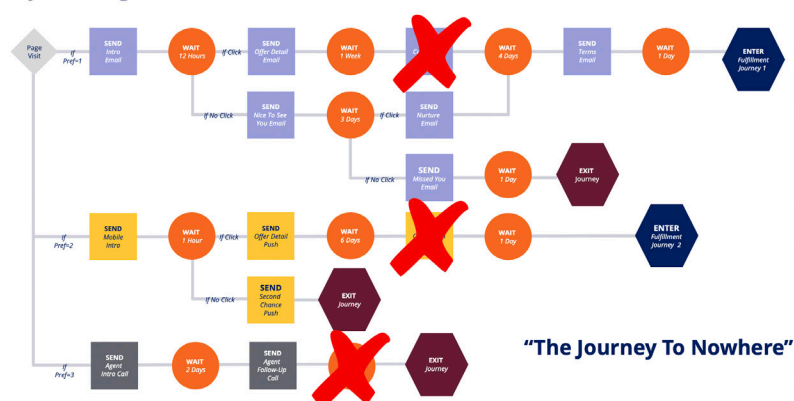 Page
Visit
If
Pref=1
SEND
Intro
Email
WAIT
12 Hours
If Click
SEND
Offer Detail
Email
WAIT
1 Week
WAIT
4 Days
SEND
Terms
Email
WAIT
1 Day
ENTER
Fulfillment
Journey 1
If No Click
SEND
Nice To See
You Email
WAIT
3 Days
If Click
SEND
Nurture
Email
If No Click
SEND
Missed You
Email
WAIT
1 Day
EXIT
Journey
If
Pref=2
SEND
Mobile
Intro
WAIT
1 Hour
If Click
SEND
Offer Detail
Push
WAIT
6 Days
WAIT
1 Day
ENTER
Fulfillment
Journey 2
If No Click
SEND
Second
Chance
Push
EXIT
Journey
If
Pref=3
SEND
Agent
Intro Call
WAIT
2 Days
SEND
Agent
Follow-Up
Call
EXIT
Journey
“The Journey To Nowhere”